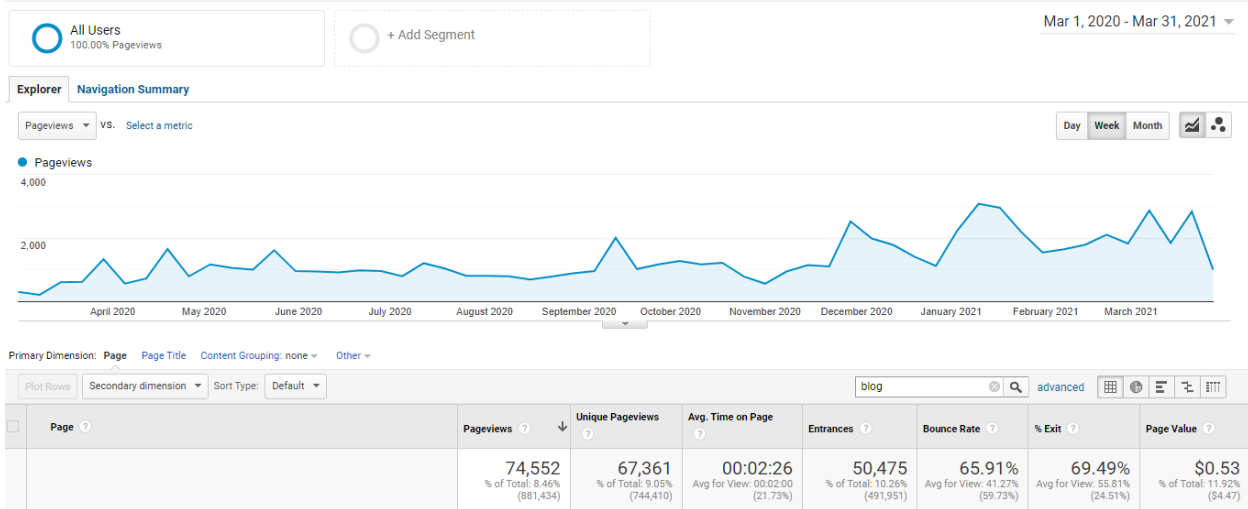 All Users
100.00% Pageviews
+ Add Segment
Mar 1, 2020 - Mar 31, 2021
Explorer
Navigation Summary
Pageviews
VS.
Select a metric
Day
Week
Month
Pageviews
4,000
2,000
April 2020
May 2020
June 2020
July 2020
August 2020
September 2020
October 2020
November 2020
December 2020
January 2021
February 2021
March 2021
Primary Dimension: Page Page Title Content Grouping: none Other
Plot Rows
Secondary dimension
Sort Type:
Default
blog
advanced
Page ?
Pageviews ?
Unique Pageviews ?
Avg. Time on Page ?
Entrances ?
Bounce Rate ?
% Exit ?
Page Value ?
74,552
% of Total: 8.46%
(881,434)
67,361
% of Total: 9.05%
(744,410)
00:02:26
Avg for View: 00:02:00
(21.73%)
50,475
% of Total: 10.26%
(491,951)
65.91%
Avg for View: 41.27%
(59.73%)
69.49%
Avg for View: 55.81%
(24.51%)
$0.53
% of Total: 11.92%
($4.47)